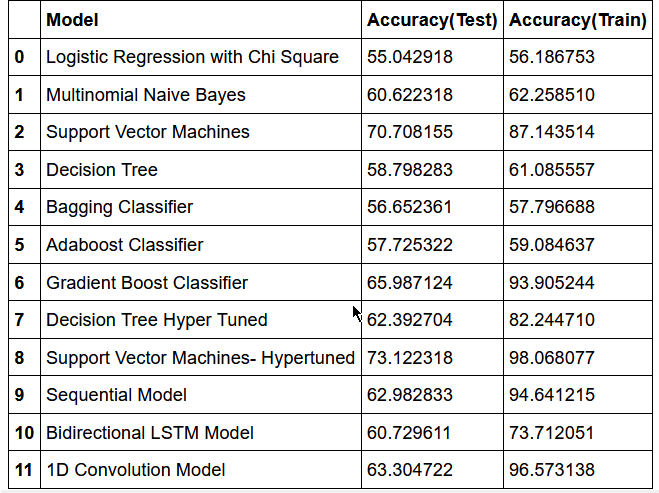 Model Accuracy(Test) Accuracy(Train)
0 Logistic Regression with Chi Square 55.042918 56.186753
1 Multinomial Naive Bayes 60.622318 62.258510
2 Support Vector Machines 70.708155 87.143514
3 Decision Tree 58.798283 61.085557
4 Bagging Classifier 56.652361 57.796688
5 Adaboost Classifier 57.725322 59.084637
6 Gradient Boost Classifier 65.987124 93.905244
7 Decision Tree Hyper Tuned 62.392704 82.244710
8 Support Vector Machines- Hypertuned 73.122318 98.068077
9 Sequential Model 62.982833 94.641215
10 Bidirectional LSTM Model 60.729611 73.712051
11 1D Convolution Model 63.304722 96.573138